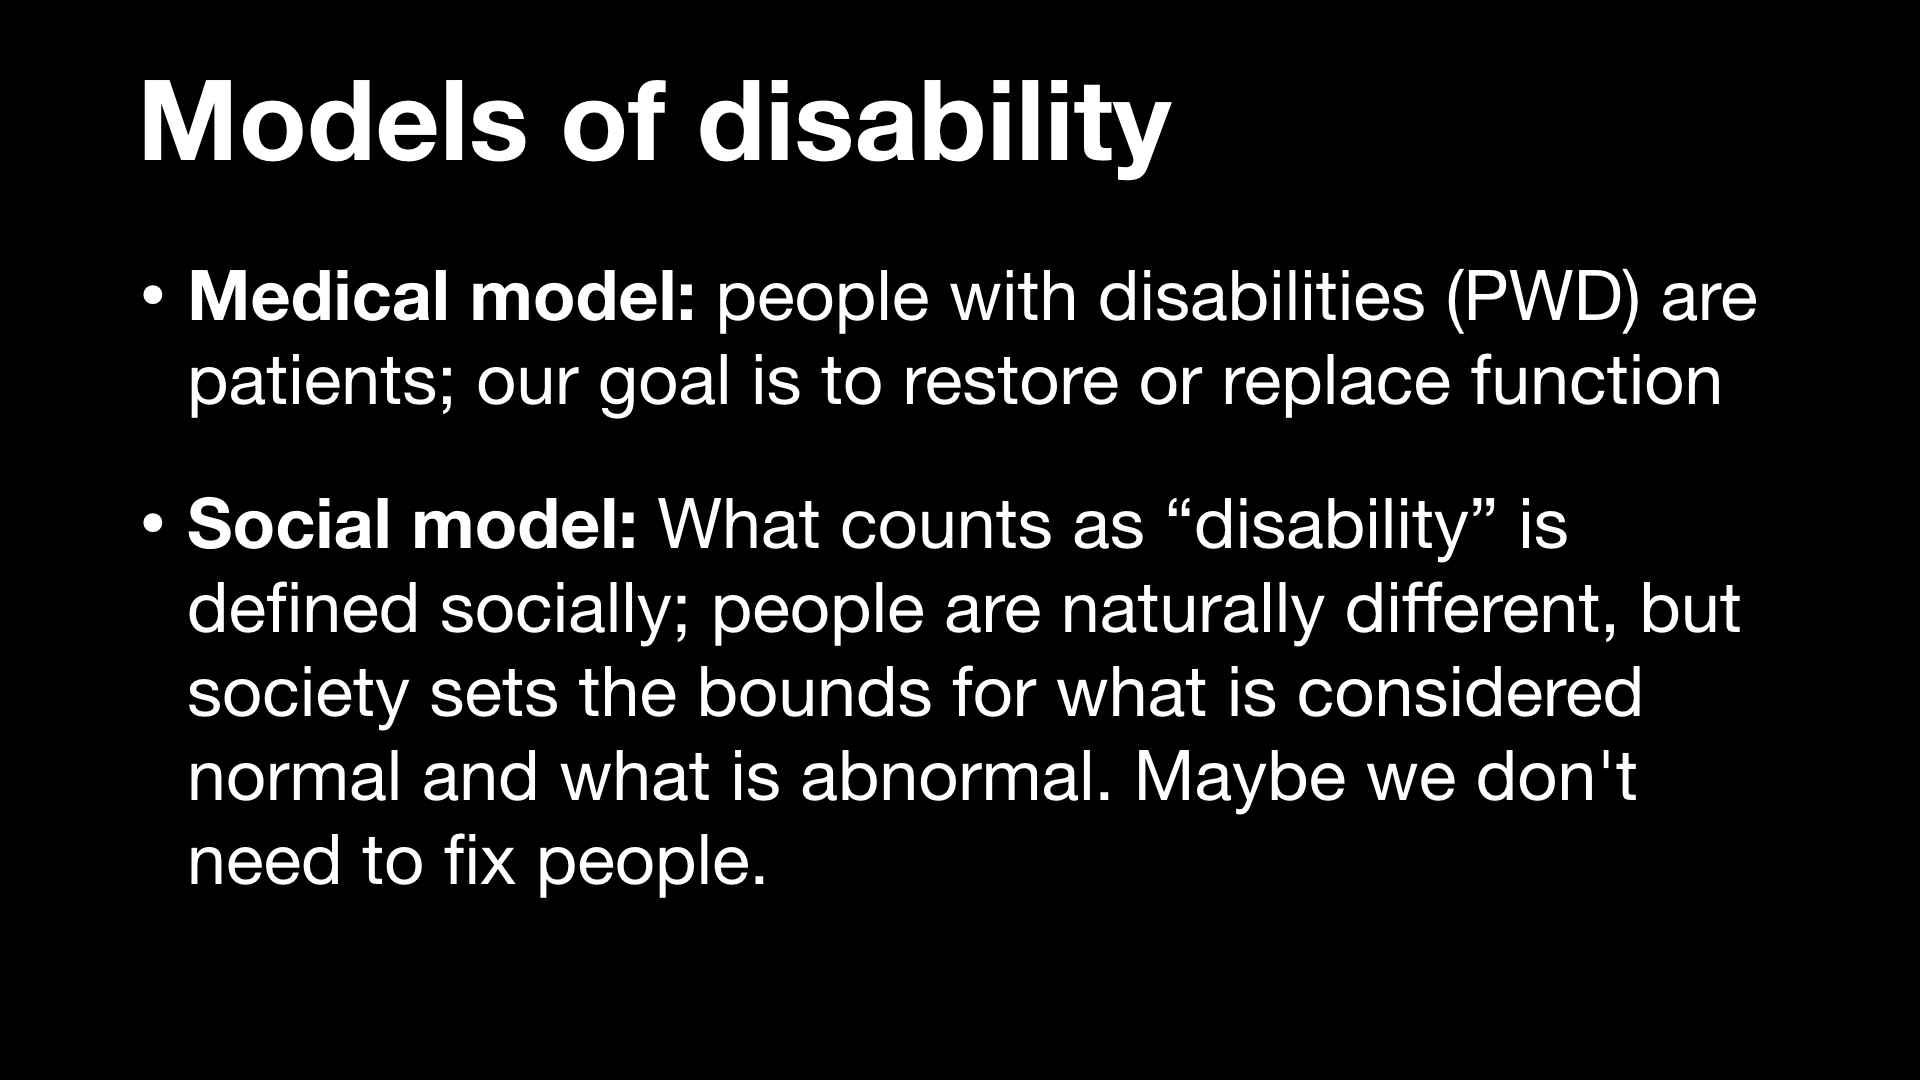 Models of disability
• Medical model: people with disabilities (PWD) are
patients; our goal is to restore or replace function
• Social model: What counts as “disability” is
defined socially; people are naturally different, but
society sets the bounds for what is considered
normal and what is abnormal. Maybe we don't
need to fix people.